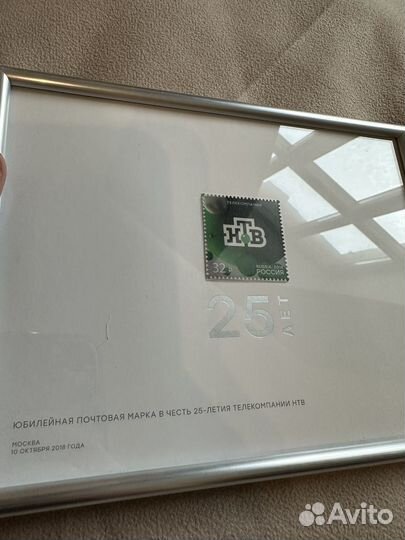 ТЕЛЕКОМПАНИЯ
НТВ
32
РОССИЯ
25
ЛЕТ
ЮБИЛЕЙНАЯ ПОЧТОВАЯ МАРКА В ЧЕСТЬ 25-ЛЕТИЯ ТЕЛЕКОМПАНИИ НТВ
МОСКВА
10 ОКТЯБРЯ 2018 ГОДА
Avito